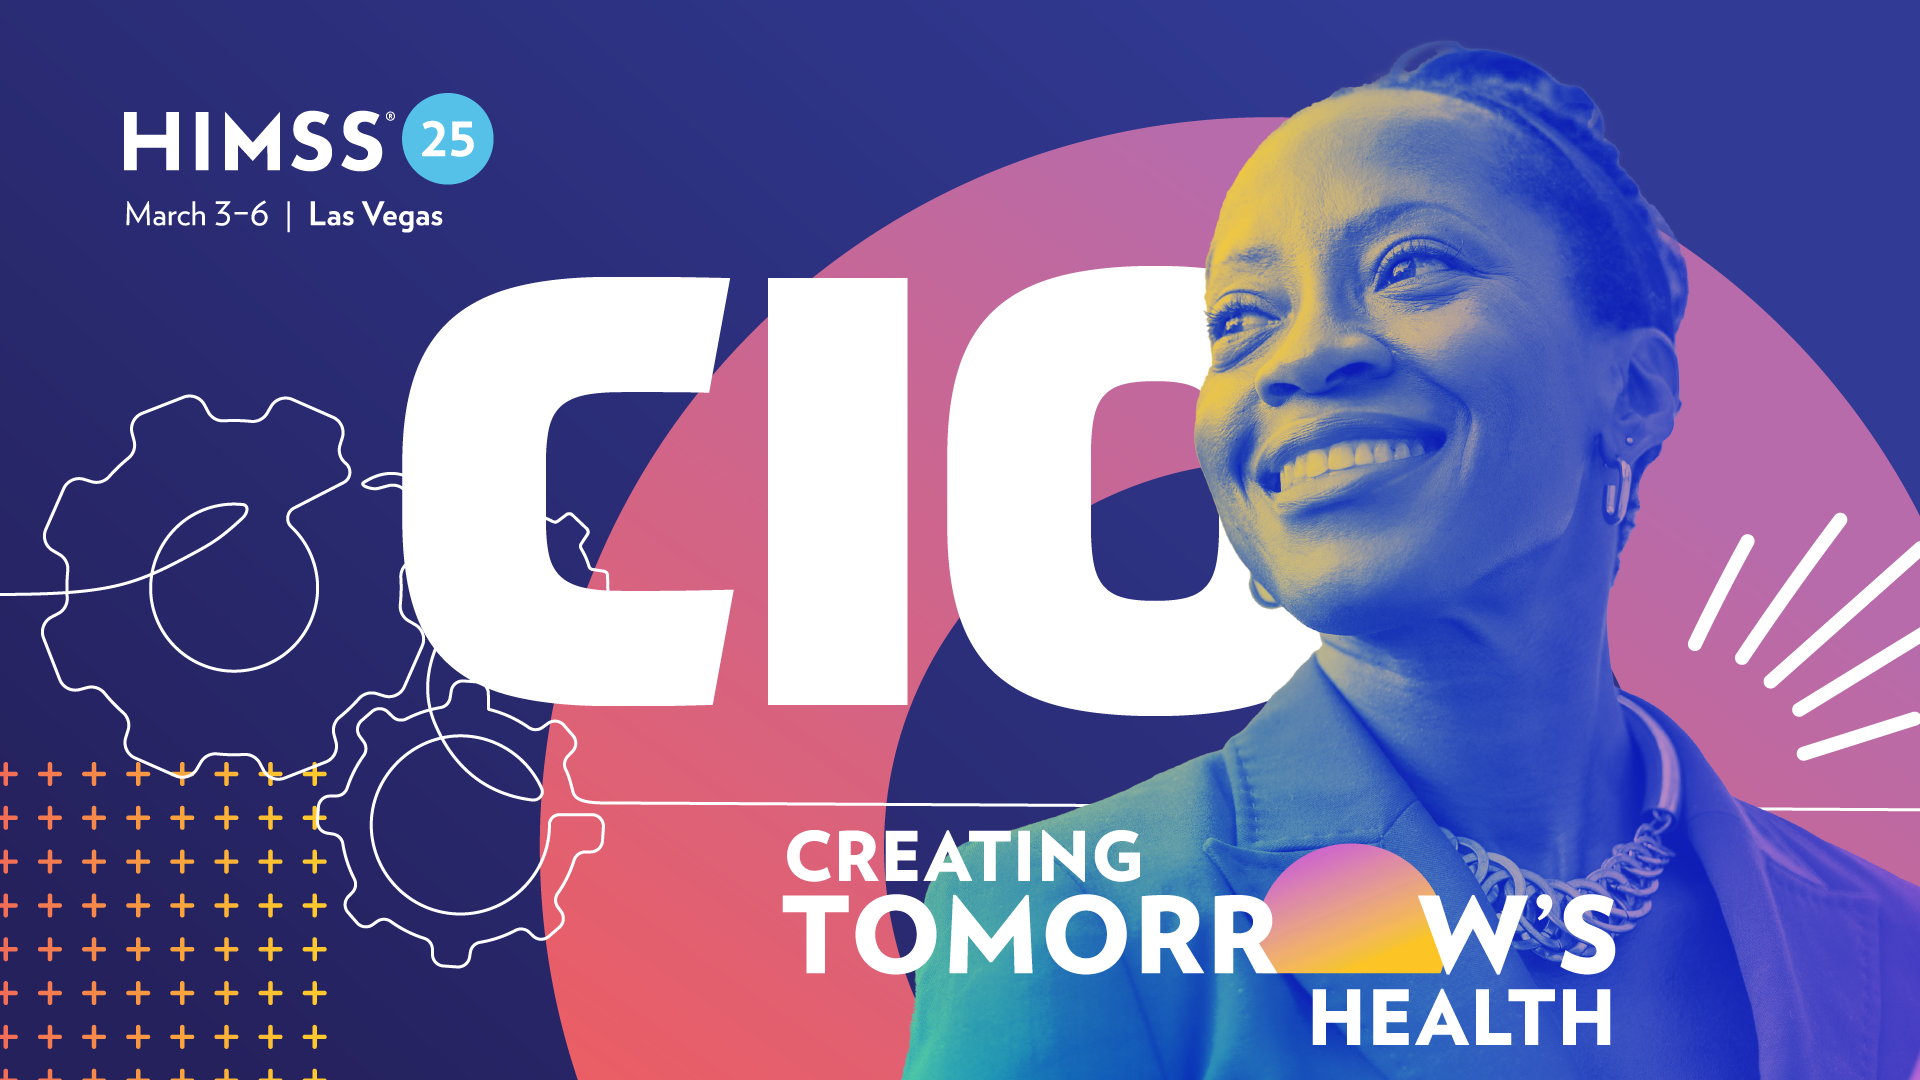 HIMSS® 25
March 3–6 | Las Vegas
CIO
CREATING
TOMORROW’S
HEALTH